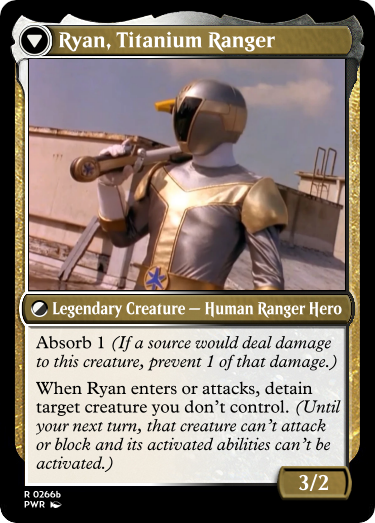 Ryan, Titanium Ranger
Legendary Creature — Human Ranger Hero
Absorb 1 (If a source would deal damage
to this creature, prevent 1 of that damage.)
When Ryan enters or attacks, detain
target creature you don't control. (Until
your next turn, that creature can't attack
or block and its activated abilities can't be
activated.)
3/2
R 0266b
PWR